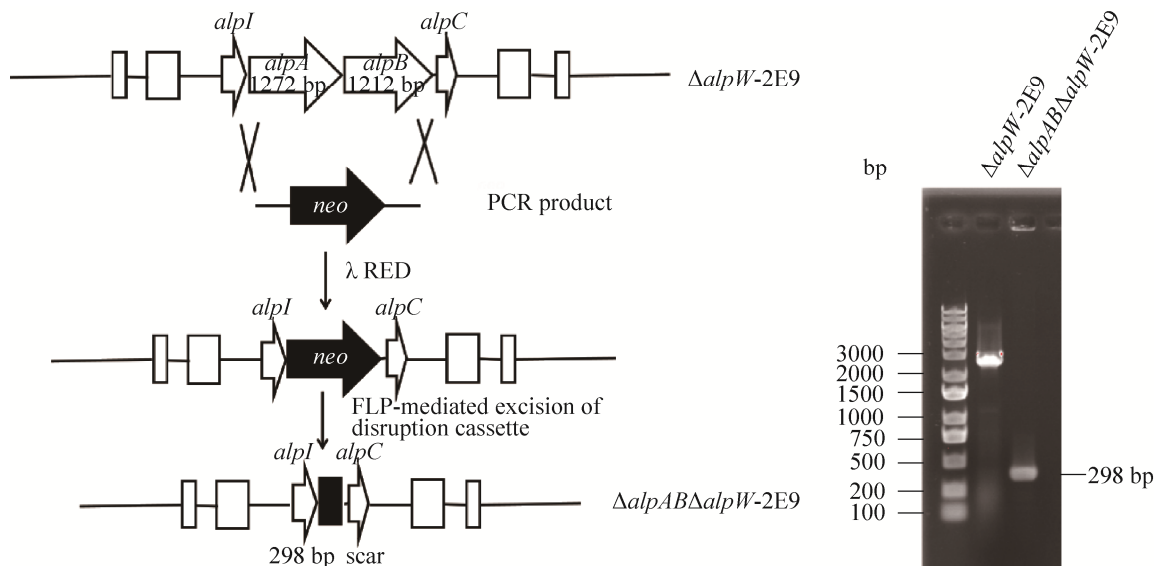 alpI
alpC
alpA
1272 bp
alpB
1212 bp
ΔalpW-2E9
neo
PCR product
λ RED
alpI
alpC
neo
FLP-mediated excision of
disruption cassette
alpI
alpC
ΔalpABΔalpW-2E9
298 bp scar
bp
ΔalpW-2E9
ΔalpABΔalpW-2E9
3000
2000
1500
1000
750
500
200
100
298 bp